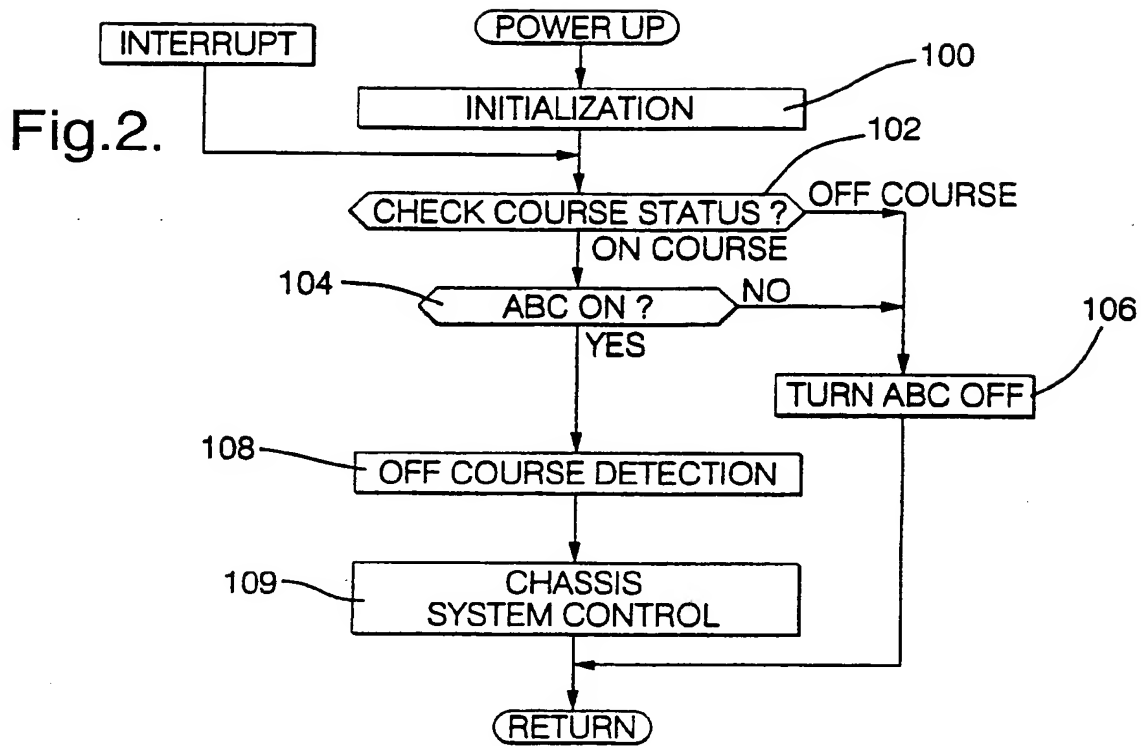 POWER UP
INTERRUPT
100
INITIALIZATION
Fig.2.
102
CHECK COURSE STATUS ?
OFF COURSE
ON COURSE
104
ABC ON ?
NO
YES
106
TURN ABC OFF
108
OFF COURSE DETECTION
109
CHASSIS
SYSTEM CONTROL
RETURN